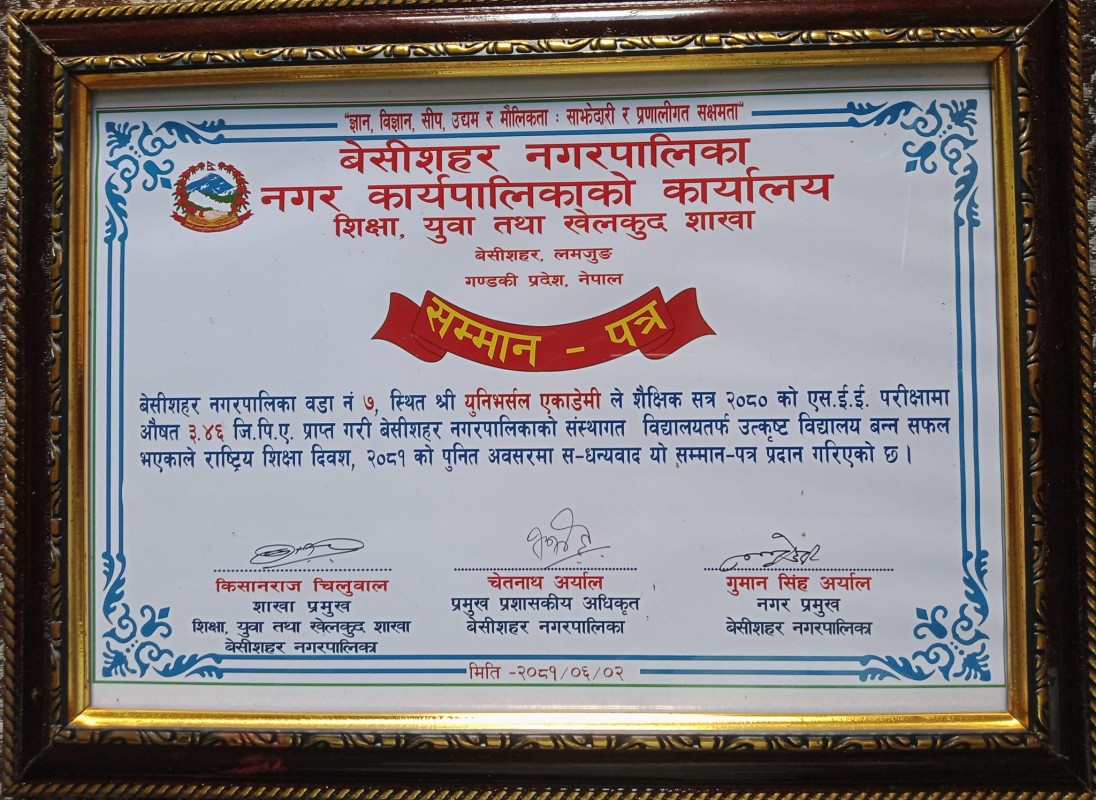 "ज्ञान, विज्ञान, सीप, उद्यम र मौलिकता : साझेदारी र प्रणालीगत सक्षमता"
बेसीशहर नगरपालिका
नगर कार्यपालिकाको कार्यालय
शिक्षा, युवा तथा खेलकुद शाखा
बेसीशहर, लमजुङ
गण्डकी प्रदेश, नेपाल
सम्मान - पत्र
बेसीशहर नगरपालिका वडा नं ७, स्थित श्री युनिभर्सल एकाडेमी ले शैक्षिक सत्र २०८० को एस.ई.ई. परीक्षामा
औषत ३.४६ जि.पि.ए. प्राप्त गरी बेसीशहर नगरपालिकाको संस्थागत विद्यालयतर्फ उत्कृष्ट विद्यालय बन्न सफल
भएकाले राष्ट्रिय शिक्षा दिवश, २०८१ को पुनित अवसरमा स-धन्यवाद यो सम्मान-पत्र प्रदान गरिएको छ ।
किसानराज चिलुवाल
शाखा प्रमुख
शिक्षा, युवा तथा खेलकुद शाखा
बेसीशहर नगरपालिका
चेतनाथ अर्याल
प्रमुख प्रशासकीय अधिकृत
बेसीशहर नगरपालिका
गुमान सिंह अर्याल
नगर प्रमुख
बेसीशहर नगरपालिका
मिति -२०८१/०६/०२